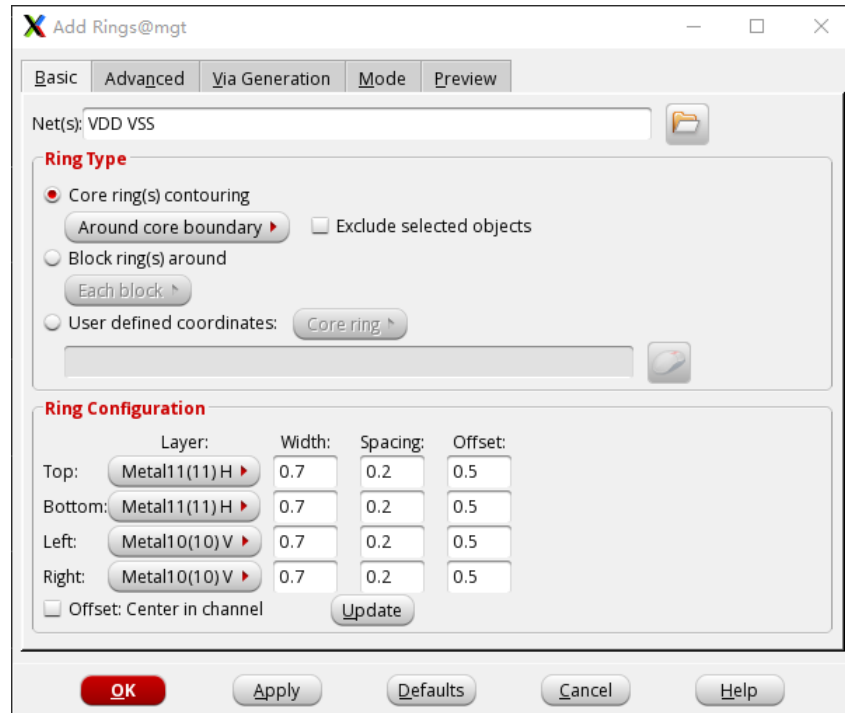 Add Rings@mgt
Basic Advanced Via Generation Mode Preview
Net(s): VDD VSS
Ring Type
Core ring(s) contouring
Around core boundary Exclude selected objects
Block ring(s) around
Each block
User defined coordinates: Core ring
Ring Configuration
Layer: Width: Spacing: Offset:
Top: Metal11(11) H 0.7 0.2 0.5
Bottom: Metal11(11) H 0.7 0.2 0.5
Left: Metal10(10) V 0.7 0.2 0.5
Right: Metal10(10) V 0.7 0.2 0.5
Offset: Center in channel Update
OK Apply Defaults Cancel Help